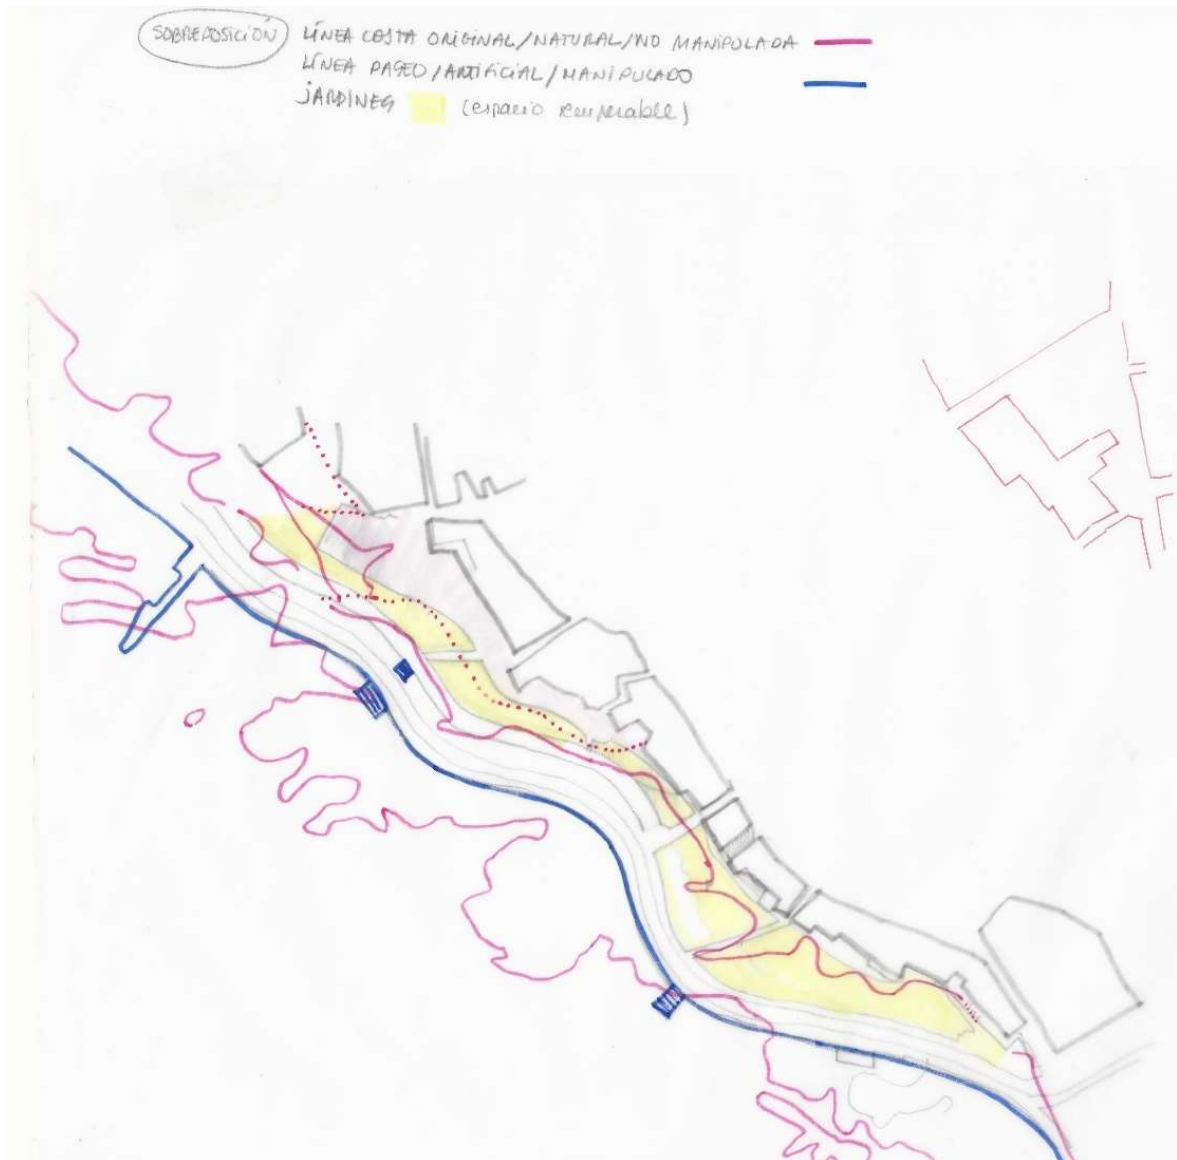 SOBREPOSICIÓN
LÍNEA COSTA ORIGINAL/NATURAL/NO MANIPULADA
LÍNEA PASEO/ARTIFICIAL/MANIPULADO
JARDINES (espacio recuperable)